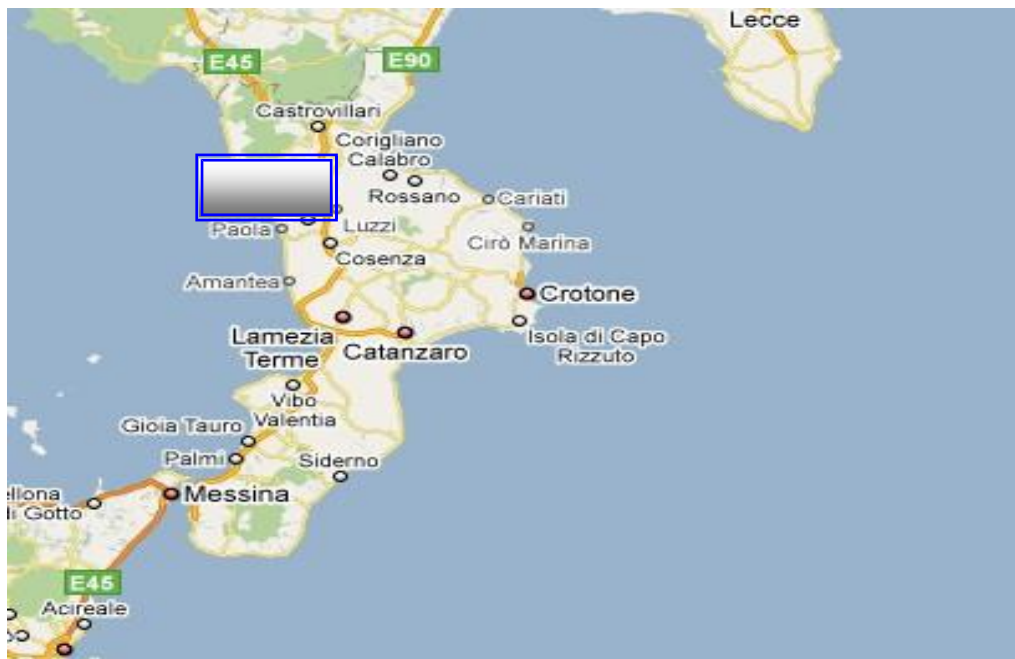 Lecce
E45
E90
Castrovillari
Corigliano
Calabro
Rossano
Cariati
Paola
Luzzi
Cirò Marina
Cosenza
Amantea
Crotone
Lamezia
Terme
Catanzaro
Isola di Capo
Rizzuto
Vibo
Valentia
Gioia Tauro
Palmi
Siderno
Messina
ellona
di Gotto
E45
Acireale